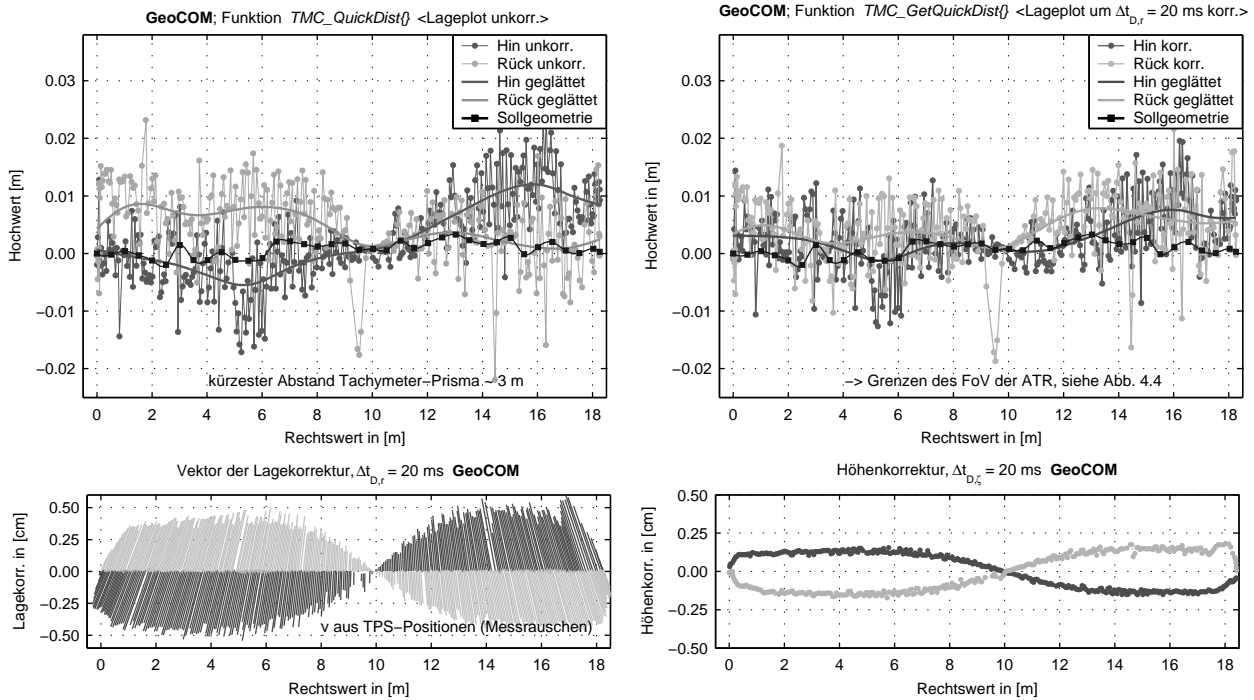 GeoCOM; Funktion TMC_QuickDist{} <Lageplot unkorr.>
Hin unkorr.
Rück unkorr.
Hin geglättet
Rück geglättet
Sollgeometrie
0.03
0.02
0.01
0.00
−0.01
−0.02
Hochwert [m]
kürzester Abstand Tachymeter−Prisma ~ 3 m
0 2 4 6 8 10 12 14 16 18
Rechtswert in [m]
GeoCOM; Funktion TMC_GetQuickDist{} <Lageplot um Δt_D,r = 20 ms korr.>
Hin korr.
Rück korr.
Hin geglättet
Rück geglättet
Sollgeometrie
0.03
0.02
0.01
0.00
−0.01
−0.02
Hochwert in [m]
−> Grenzen des FoV der ATR, siehe Abb. 4.4
0 2 4 6 8 10 12 14 16 18
Rechtswert in [m]
Vektor der Lagekorrektur, Δt_D,r = 20 ms GeoCOM
0.50
0.25
0.00
−0.25
−0.50
Lagekorr. in [cm]
v aus TPS−Positionen (Messrauschen)
0 2 4 6 8 10 12 14 16 18
Rechtswert in [m]
Höhenkorrektur, Δt_D,ζ = 20 ms GeoCOM
0.50
0.25
0.00
−0.25
−0.50
Höhenkorr. in [cm]
0 2 4 6 8 10 12 14 16 18
Rechtswert in [m]